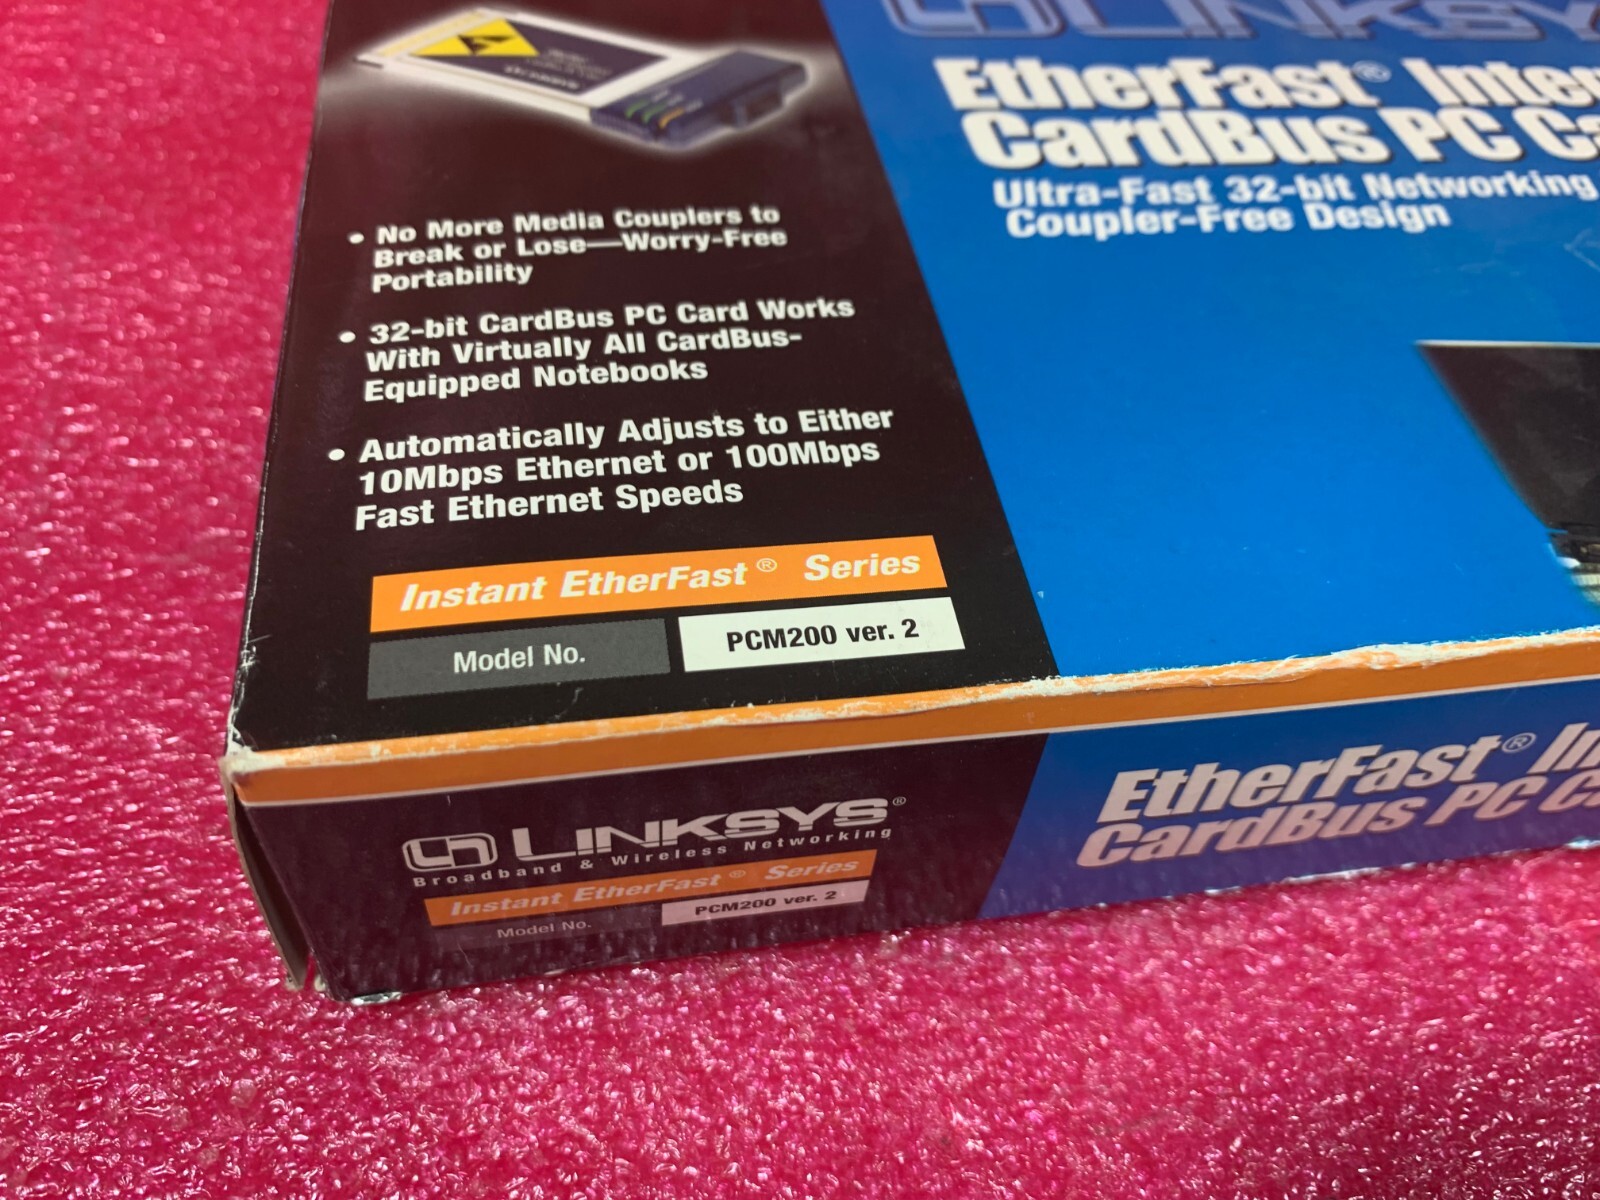 LINKSYS
EtherFast® Inter
CardBus PC Ca
Ultra-Fast 32-bit Networking
Coupler-Free Design
• No More Media Couplers to
Break or Lose—Worry-Free
Portability
• 32-bit CardBus PC Card Works
With Virtually All CardBus-
Equipped Notebooks
• Automatically Adjusts to Either
10Mbps Ethernet or 100Mbps
Fast Ethernet Speeds
Instant EtherFast® Series
Model No. PCM200 ver. 2
LINKSYS®
Broadband & Wireless Networking
Instant EtherFast® Series
Model No. PCM200 ver. 2
EtherFast® In
CardBus PC C